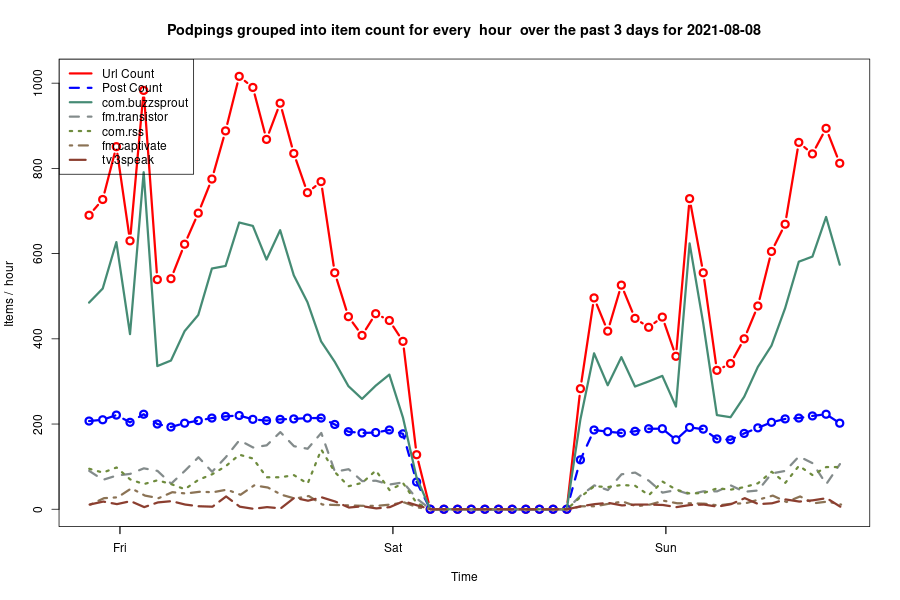 Podpings grouped into item count for every  hour  over the past 3 days for 2021-08-08
Url Count
Post Count
com.buzzsprout
fm.transistor
com.rss
fm.captivate
tv.3speak
1000
800
600
400
200
0
Items /  hour
Fri
Sat
Sun
Time